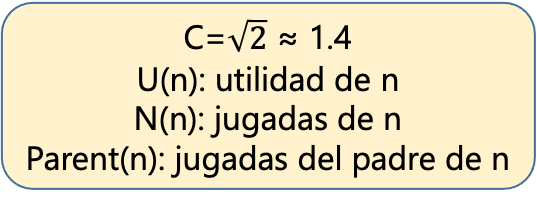 C=√2 ≈ 1.4
U(n): utilidad de n
N(n): jugadas de n
Parent(n): jugadas del padre de n